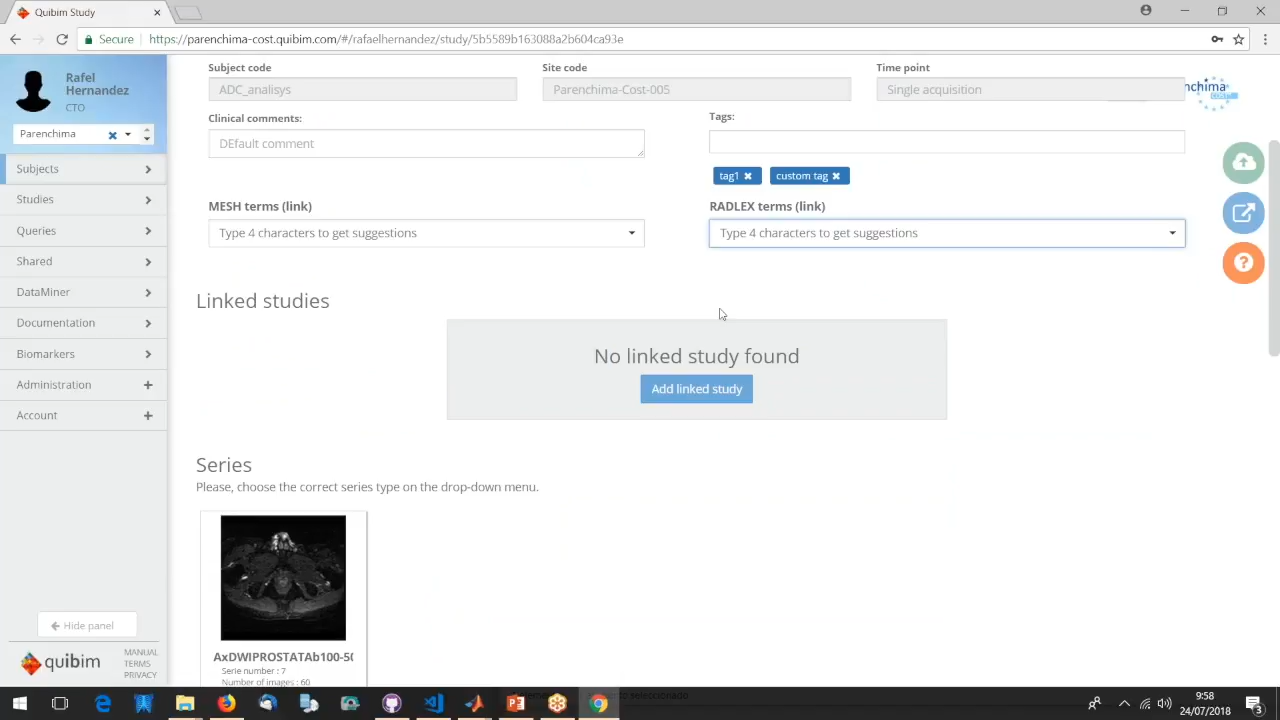 Quibim Study
Secure
https://parenchima-cost.quibim.com/#/rafaelhernandez/study/5b5589b163088a2b604ca93e
Rafel
Hernandez
CTO
Parenchima
Subjects
Studies
Queries
Shared
DataMiner
Documentation
Biomarkers
Administration
Account
Hide panel
quibim
MANUAL
TERMS
PRIVACY
Subject code
Site code
Time point
ADC_analisys
Parenchima-Cost-005
Single acquisition
nchima
COST
Clinical comments:
Tags:
DEfault comment
tag1
custom tag
MESH terms (link)
RADLEX terms (link)
Type 4 characters to get suggestions
Type 4 characters to get suggestions
Linked studies
No linked study found
Add linked study
Series
Please, choose the correct series type on the drop-down menu.
AxDWIPROSTATAb100-50
Serie number : 7
Number of images : 60
9:58
24/07/2018
3